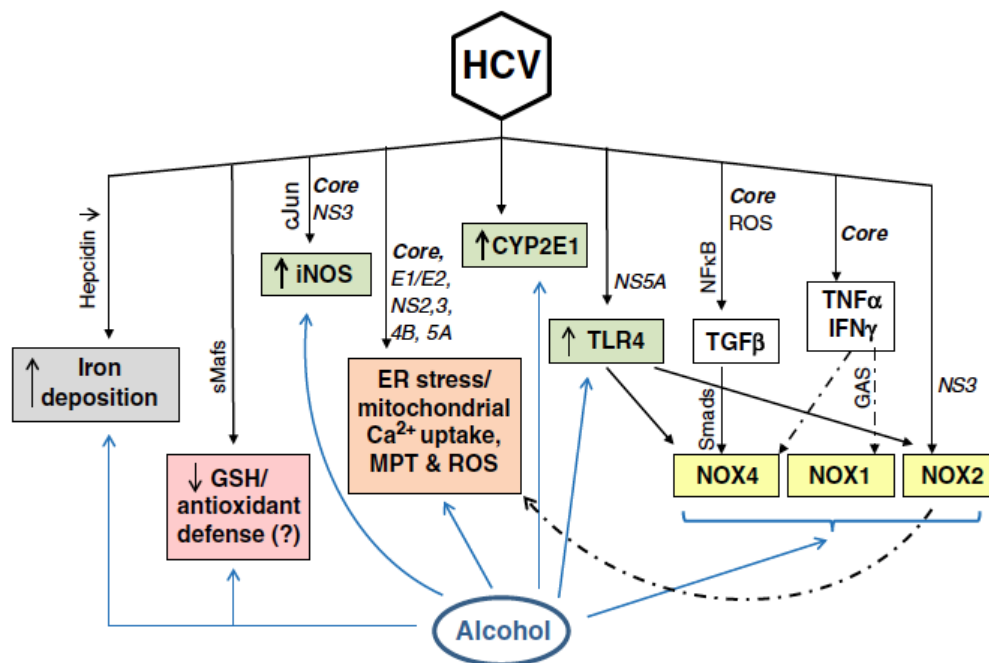 HCV
Hepcidin ↓
sMafs
cJun
Core
NS3
↑ iNOS
Core,
E1/E2,
NS2,3,
4B, 5A
↑CYP2E1
NS5A
↑ TLR4
NFκB
Core
ROS
TGFβ
Smads
Core
TNFα
IFNγ
GAS
NS3
↑ Iron
deposition
↓ GSH/
antioxidant
defense (?)
ER stress/
mitochondrial
Ca²⁺ uptake,
MPT & ROS
NOX4
NOX1
NOX2
Alcohol